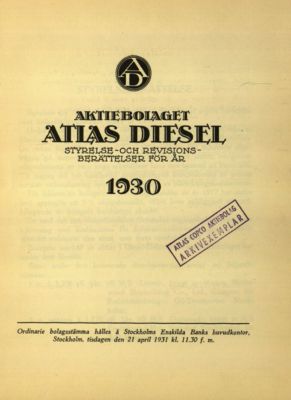 AD
AKTIEBOLAGET
ATLAS DIESEL
STYRELSE- OCH REVISIONS-
BERÄTTELSER FÖR ÅR
1930
ATLAS COPCO AKTIEBOLAG
ARKIVEXEMPLAR
Ordinarie bolagsstämma hålles å Stockholms Enskilda Banks huvudkontor,
Stockholm, tisdagen den 21 april 1931 kl. 11.30 f. m.